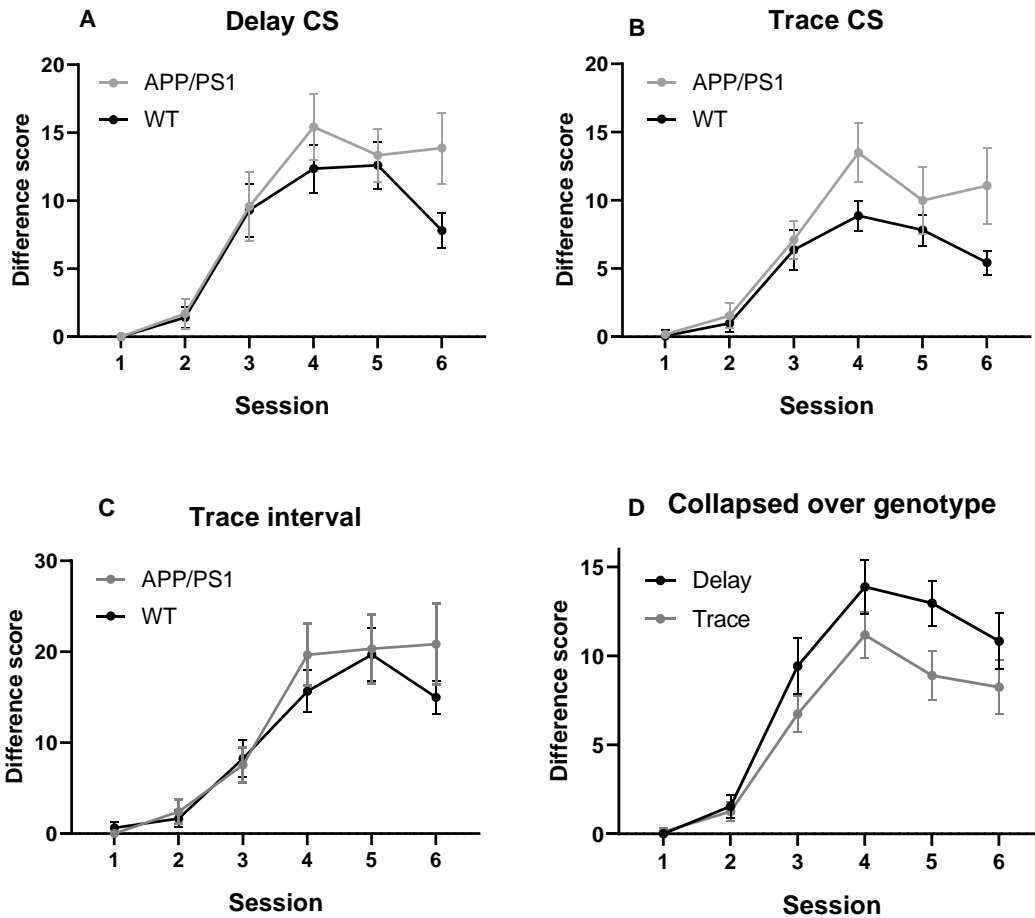 A
Delay CS
APP/PS1
WT
Difference score
20
15
10
5
0
1 2 3 4 5 6
Session
B
Trace CS
APP/PS1
WT
Difference score
20
15
10
5
0
1 2 3 4 5 6
Session
C
Trace interval
APP/PS1
WT
Difference score
30
20
10
0
1 2 3 4 5 6
Session
D
Collapsed over genotype
Delay
Trace
Difference score
15
10
5
0
1 2 3 4 5 6
Session